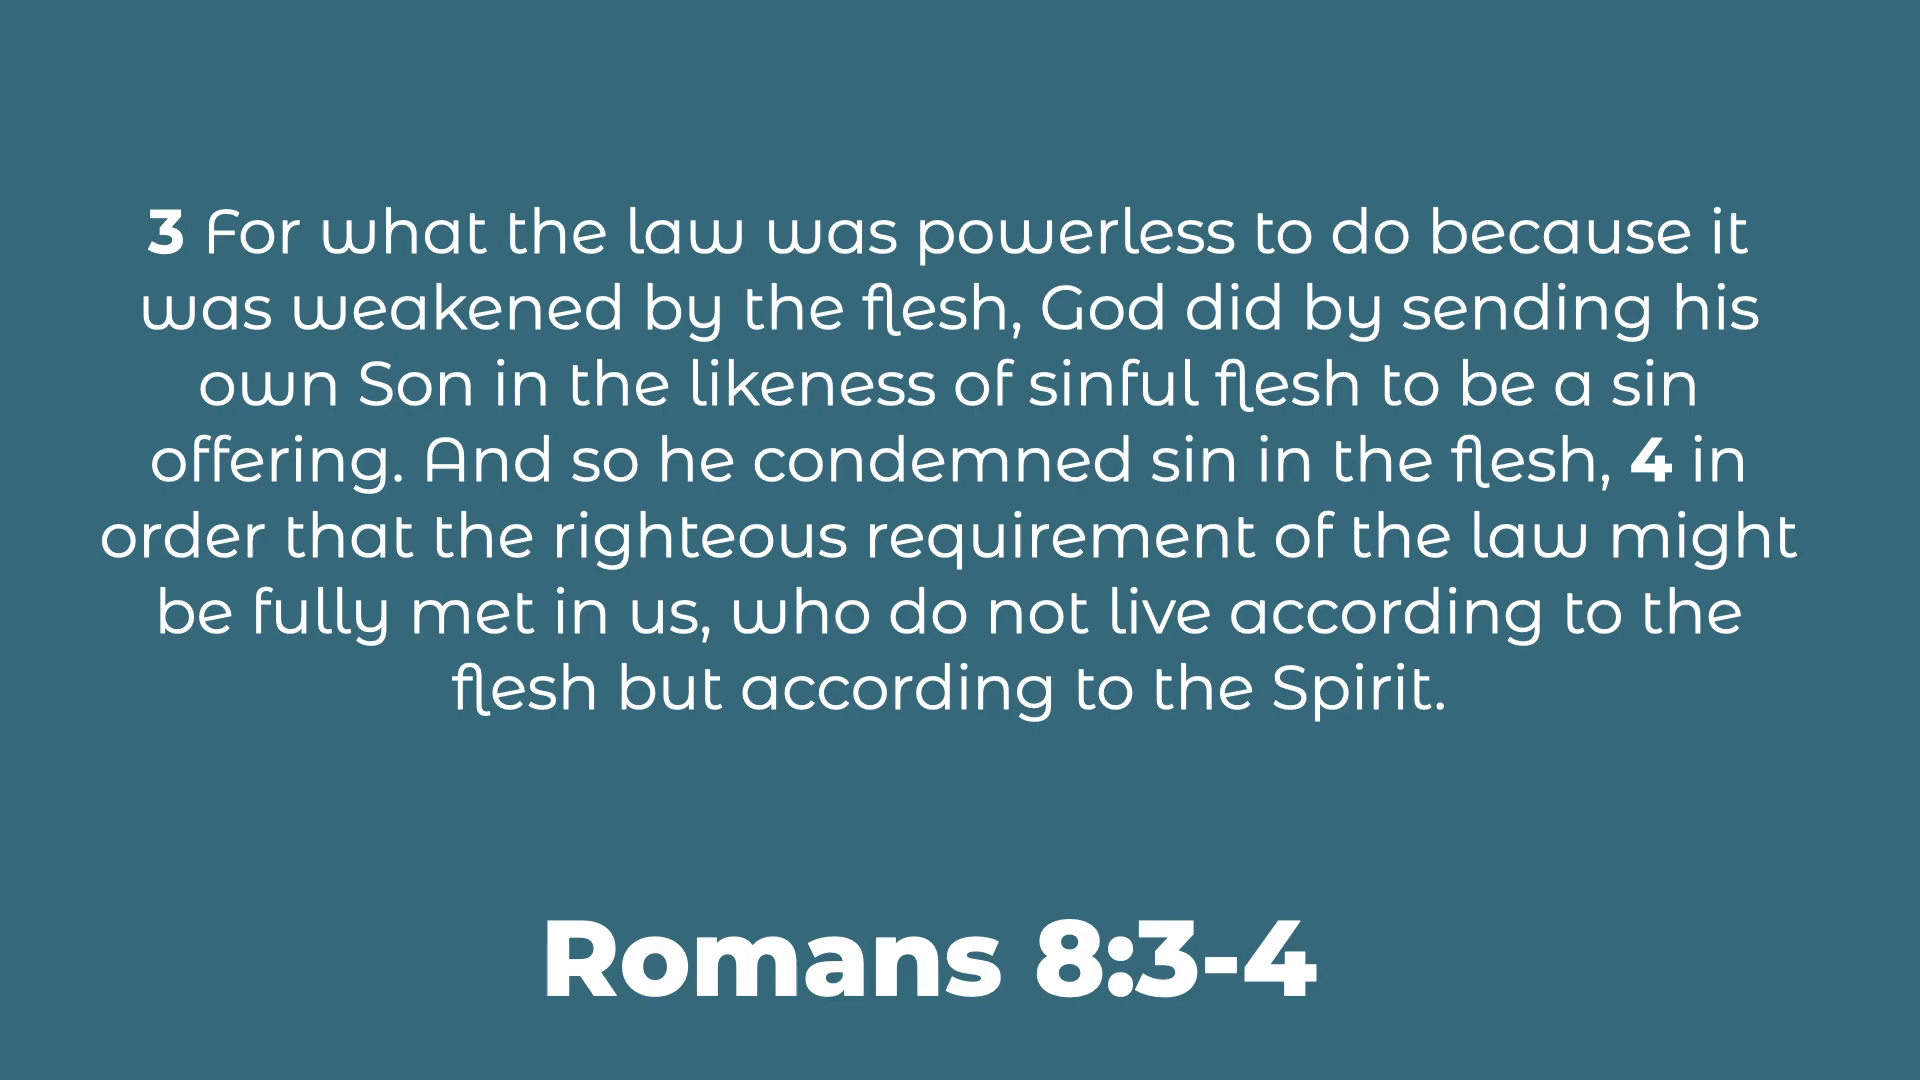 3 For what the law was powerless to do because it
was weakened by the flesh, God did by sending his
own Son in the likeness of sinful flesh to be a sin
offering. And so he condemned sin in the flesh, 4 in
order that the righteous requirement of the law might
be fully met in us, who do not live according to the
flesh but according to the Spirit.
Romans 8:3-4